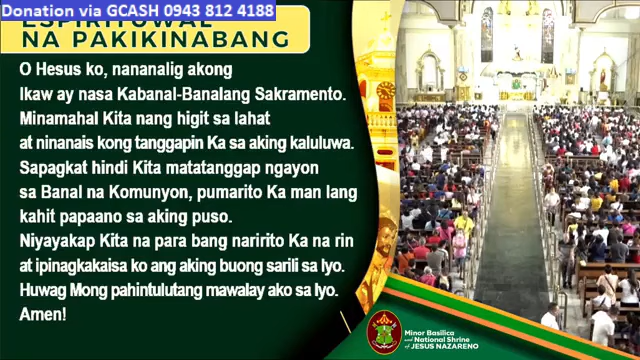 Donation via GCASH 0943 812 4188
ESPIRITUWAL
NA PAKIKINABANG
O Hesus ko, nananalig akong
Ikaw ay nasa Kabanal-Banalang Sakramento.
Minamahal Kita nang higit sa lahat
at ninanais kong tanggapin Ka sa aking kaluluwa.
Sapagkat hindi Kita matatanggap ngayon
sa Banal na Komunyon, pumarito Ka man lang
kahit papaano sa aking puso.
Niyayakap Kita na para bang naririto Ka na rin
at ipinagkakaisa ko ang aking buong sarili sa Iyo.
Huwag Mong pahintulutang mawalay ako sa Iyo.
Amen!
Minor Basilica
and National Shrine
of JESUS NAZARENO